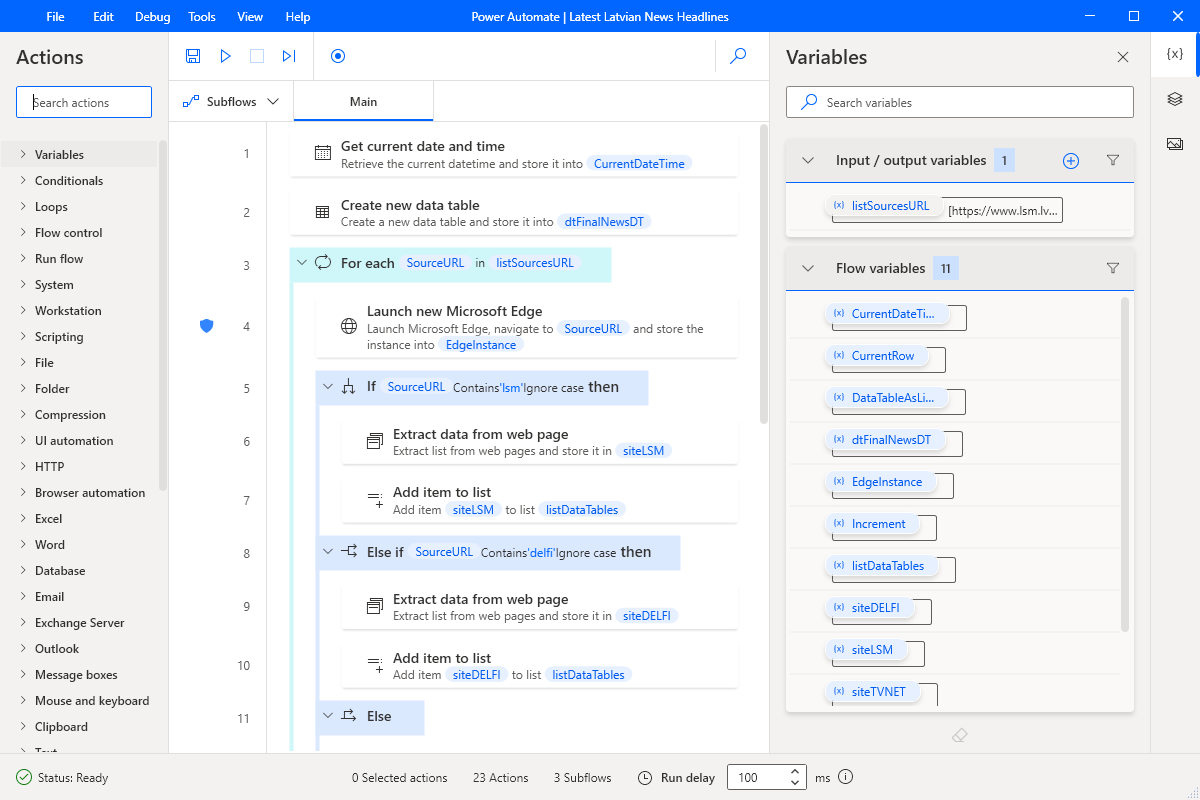 File Edit Debug Tools View Help Power Automate | Latest Latvian News Headlines
Actions
Search actions
Variables
Conditionals
Loops
Flow control
Run flow
System
Workstation
Scripting
File
Folder
Compression
UI automation
HTTP
Browser automation
Excel
Word
Database
Email
Exchange Server
Outlook
Message boxes
Mouse and keyboard
Clipboard
Text
Subflows Main
1 Get current date and time
Retrieve the current datetime and store it into CurrentDateTime
2 Create new data table
Create a new data table and store it into dtFinalNewsDT
3 For each SourceURL in listSourcesURL
4 Launch new Microsoft Edge
Launch Microsoft Edge, navigate to SourceURL and store the
instance into EdgeInstance
5 If SourceURL Contains'lsm'Ignore case then
6 Extract data from web page
Extract list from web pages and store it in siteLSM
7 Add item to list
Add item siteLSM to list listDataTables
8 Else if SourceURL Contains'delfi'Ignore case then
9 Extract data from web page
Extract list from web pages and store it in siteDELFI
10 Add item to list
Add item siteDELFI to list listDataTables
11 Else
Variables
{x}
Search variables
Input / output variables 1
(x) listSourcesURL [https://www.lsm.lv...
Flow variables 11
(x) CurrentDateTi...
(x) CurrentRow
(x) DataTableAsLi...
(x) dtFinalNewsDT
(x) EdgeInstance
(x) Increment
(x) listDataTables
(x) siteDELFI
(x) siteLSM
(x) siteTVNET
Status: Ready 0 Selected actions 23 Actions 3 Subflows Run delay 100 ms